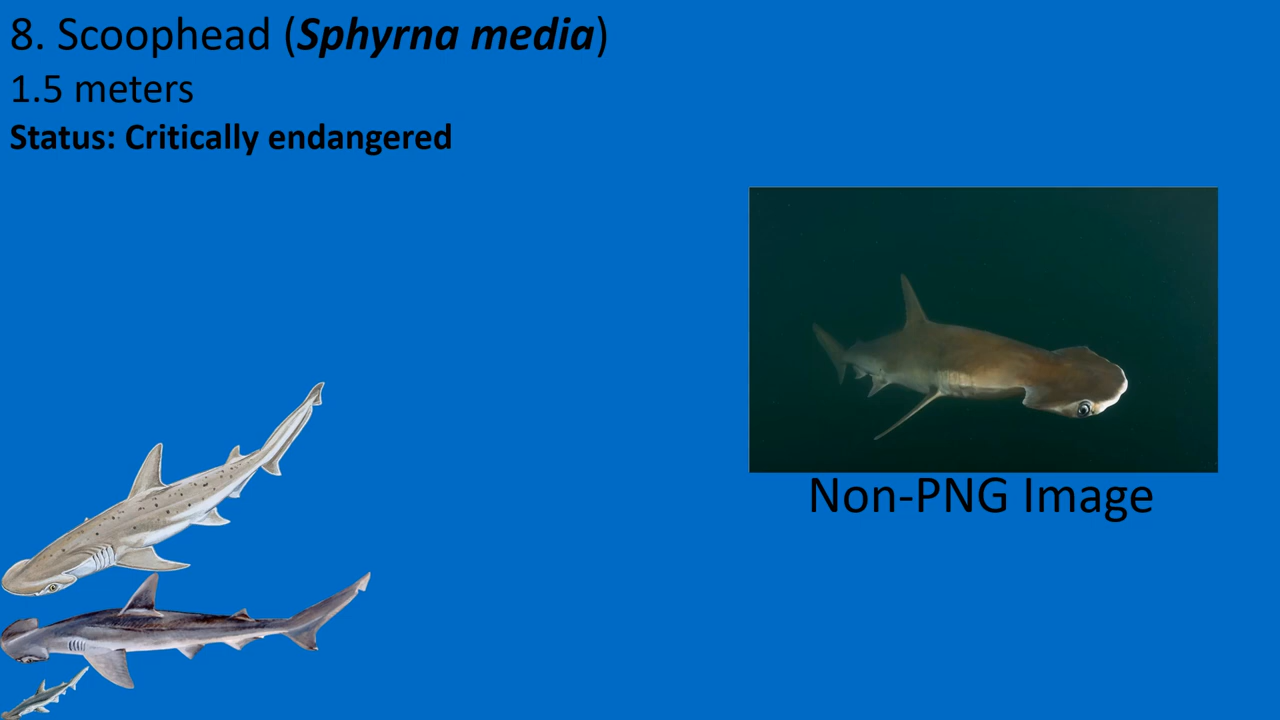 8. Scoophead (Sphyrna media)
1.5 meters
Status: Critically endangered
Non-PNG Image